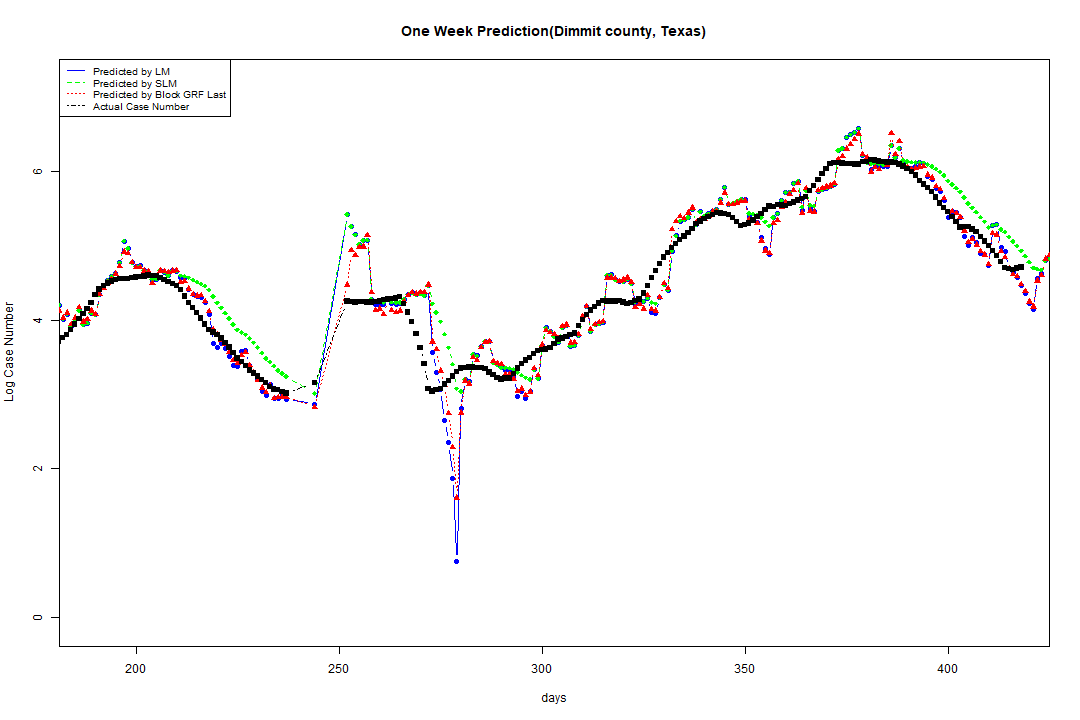 One Week Prediction(Dimmit county, Texas)
Predicted by LM
Predicted by SLM
Predicted by Block GRF Last
Actual Case Number
Log Case Number
6
4
2
0
200 250 300 350 400
days